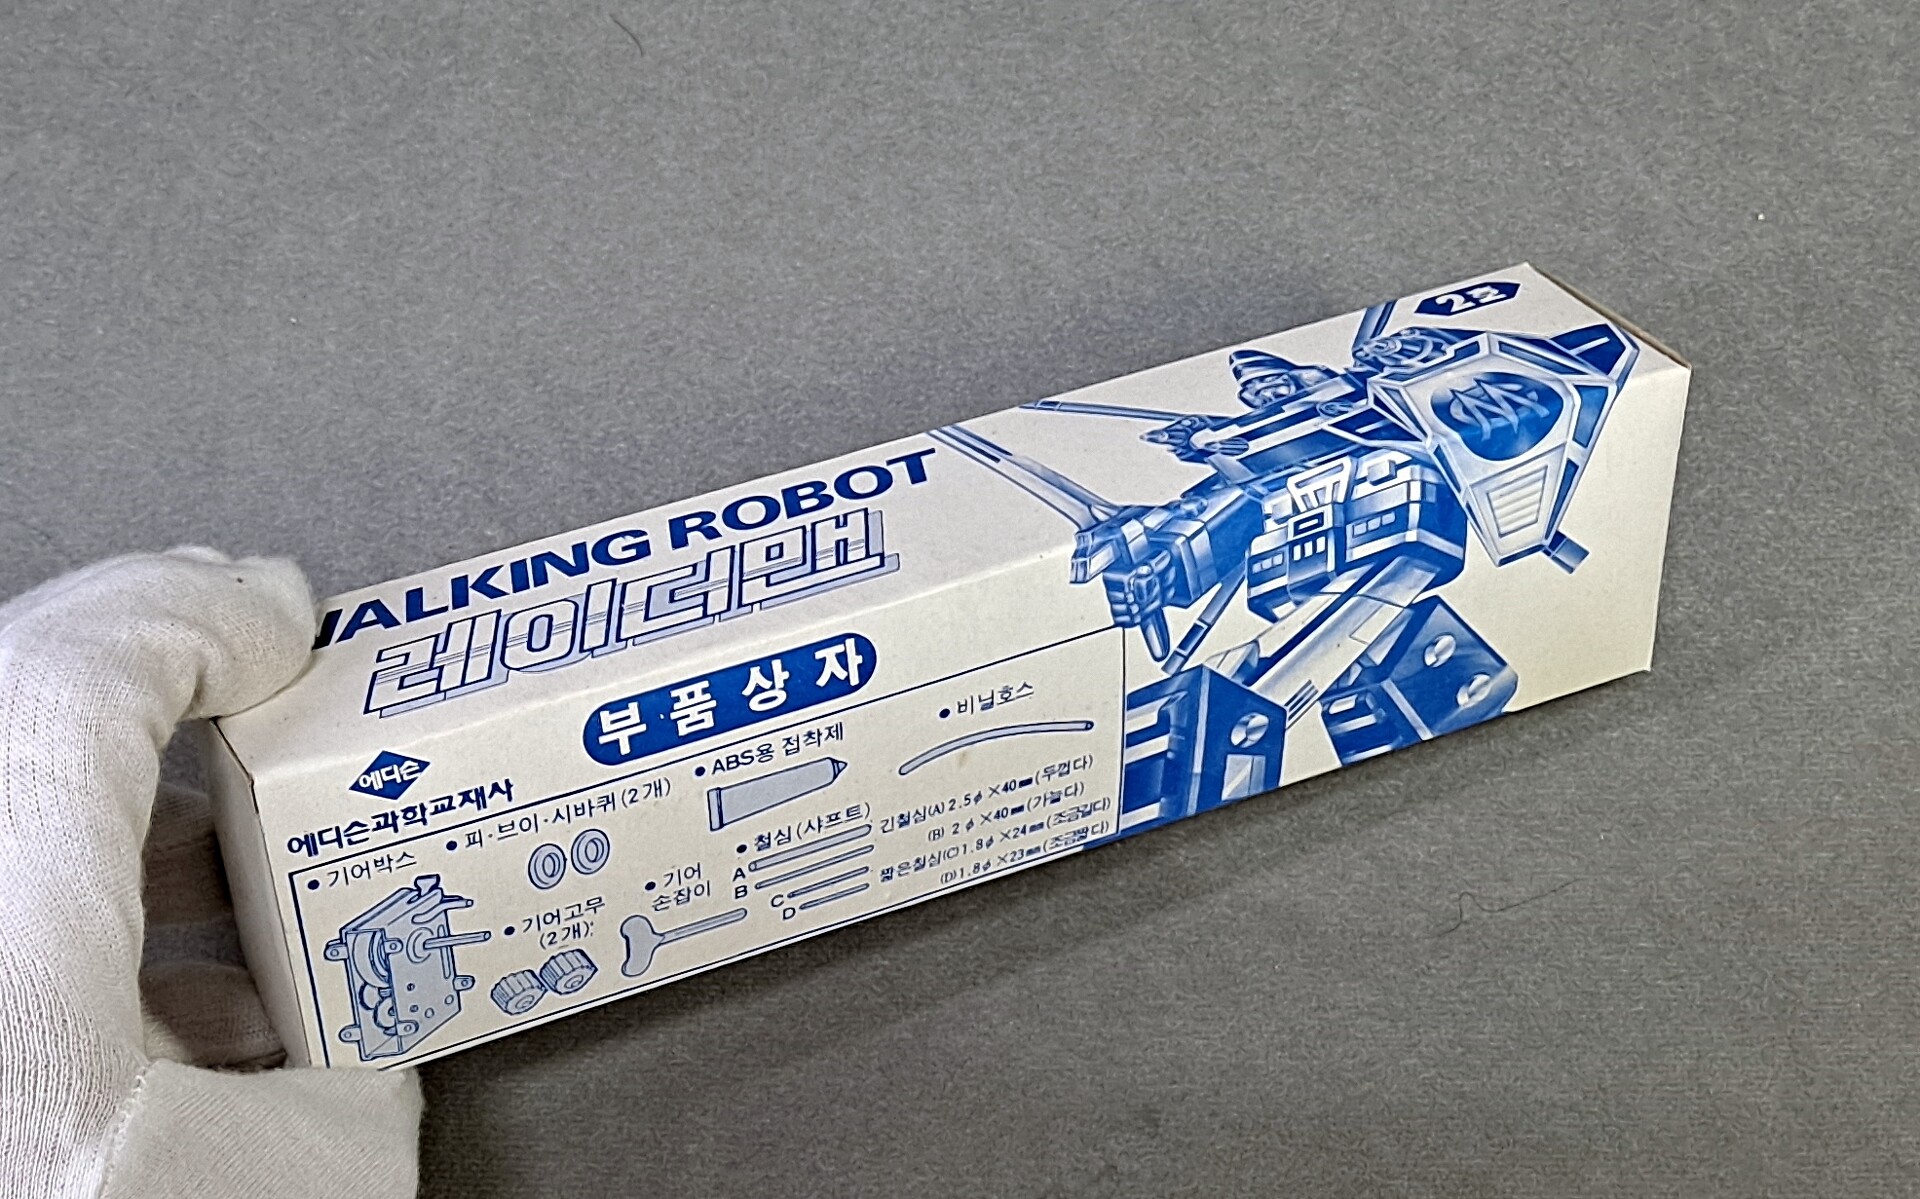 2호
WALKING ROBOT
레이더맨
부품상자
에디슨
에디슨과학교재사
● 기어박스
● 피·브이·시바퀴(2개)
● ABS용 접착제
● 비닐호스
● 기어고무
(2개)
● 기어
손잡이
● 철심(샤프트)
A
B
C
D
긴철심(A) 2.5φ×40㎜(두껍다)
(B) 2φ×40㎜(가늘다)
짧은철심(C) 1.8φ×24㎜(조금길다)
(D) 1.8φ×23㎜(조금짧다)